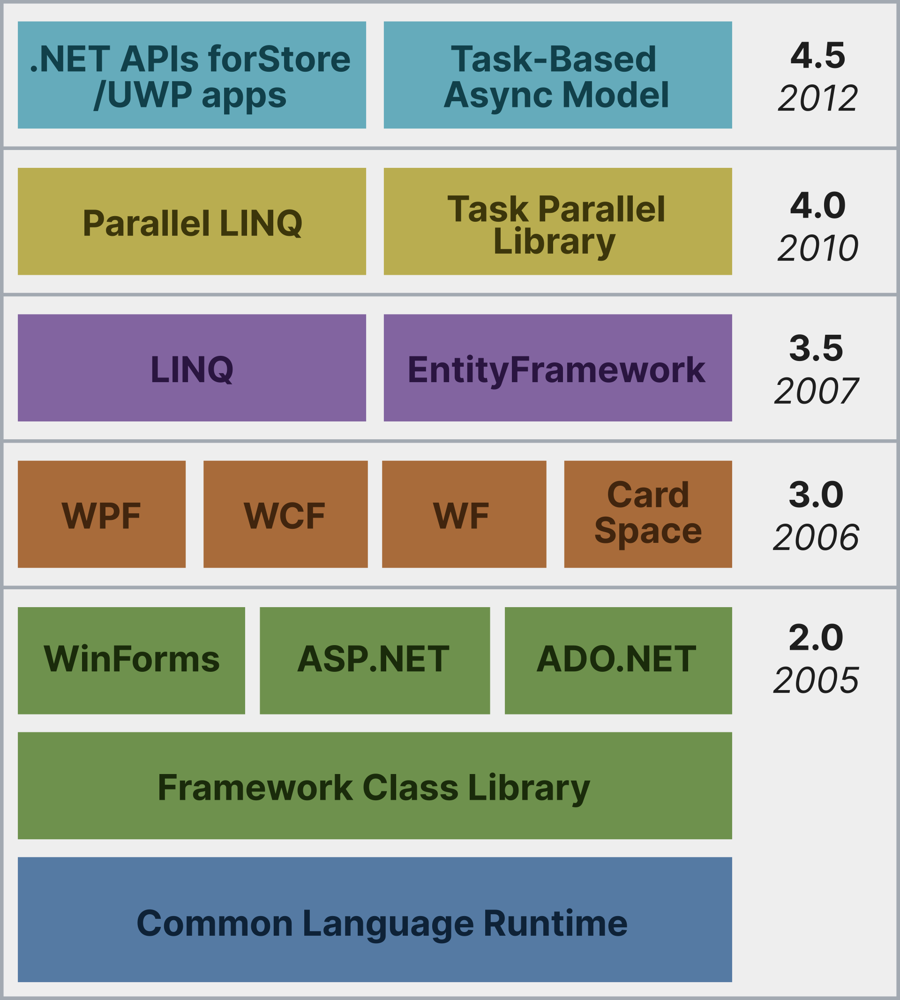 .NET APIs forStore
/UWP apps
Task-Based
Async Model
4.5
2012
Parallel LINQ
Task Parallel
Library
4.0
2010
LINQ
EntityFramework
3.5
2007
WPF
WCF
WF
Card
Space
3.0
2006
WinForms
ASP.NET
ADO.NET
2.0
2005
Framework Class Library
Common Language Runtime